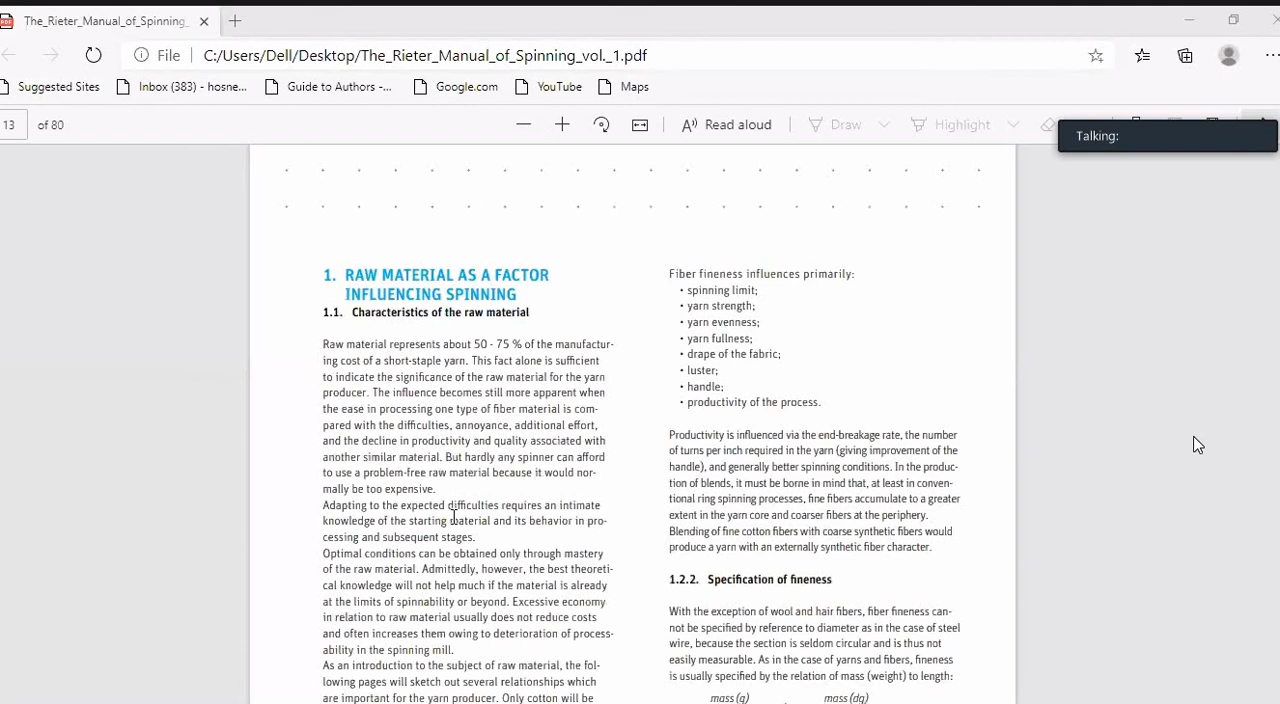 The_Rieter_Manual_of_Spinning_
File
C:/Users/Dell/Desktop/The_Rieter_Manual_of_Spinning_vol._1.pdf
Suggested Sites
Inbox (383) - hosne...
Guide to Authors -...
Google.com
YouTube
Maps
13 of 80
Read aloud
Draw
Highlight
Talking:
1. RAW MATERIAL AS A FACTOR
INFLUENCING SPINNING
1.1. Characteristics of the raw material
Raw material represents about 50 - 75 % of the manufactur-
ing cost of a short-staple yarn. This fact alone is sufficient
to indicate the significance of the raw material for the yarn
producer. The influence becomes still more apparent when
the ease in processing one type of fiber material is com-
pared with the difficulties, annoyance, additional effort,
and the decline in productivity and quality associated with
another similar material. But hardly any spinner can afford
to use a problem-free raw material because it would nor-
mally be too expensive.
Adapting to the expected difficulties requires an intimate
knowledge of the starting material and its behavior in pro-
cessing and subsequent stages.
Optimal conditions can be obtained only through mastery
of the raw material. Admittedly, however, the best theoreti-
cal knowledge will not help much if the material is already
at the limits of spinnability or beyond. Excessive economy
in relation to raw material usually does not reduce costs
and often increases them owing to deterioration of process-
ability in the spinning mill.
As an introduction to the subject of raw material, the fol-
lowing pages will sketch out several relationships which
are important for the yarn producer. Only cotton will be
Fiber fineness influences primarily:
• spinning limit;
• yarn strength;
• yarn evenness;
• yarn fullness;
• drape of the fabric;
• luster;
• handle;
• productivity of the process.
Productivity is influenced via the end-breakage rate, the number
of turns per inch required in the yarn (giving improvement of the
handle), and generally better spinning conditions. In the produc-
tion of blends, it must be borne in mind that, at least in conven-
tional ring spinning processes, fine fibers accumulate to a greater
extent in the yarn core and coarser fibers at the periphery.
Blending of fine cotton fibers with coarse synthetic fibers would
produce a yarn with an externally synthetic fiber character.
1.2.2. Specification of fineness
With the exception of wool and hair fibers, fiber fineness can-
not be specified by reference to diameter as in the case of steel
wire, because the section is seldom circular and is thus not
easily measurable. As in the case of yarns and fibers, fineness
is usually specified by the relation of mass (weight) to length:
mass (g) mass (dg)